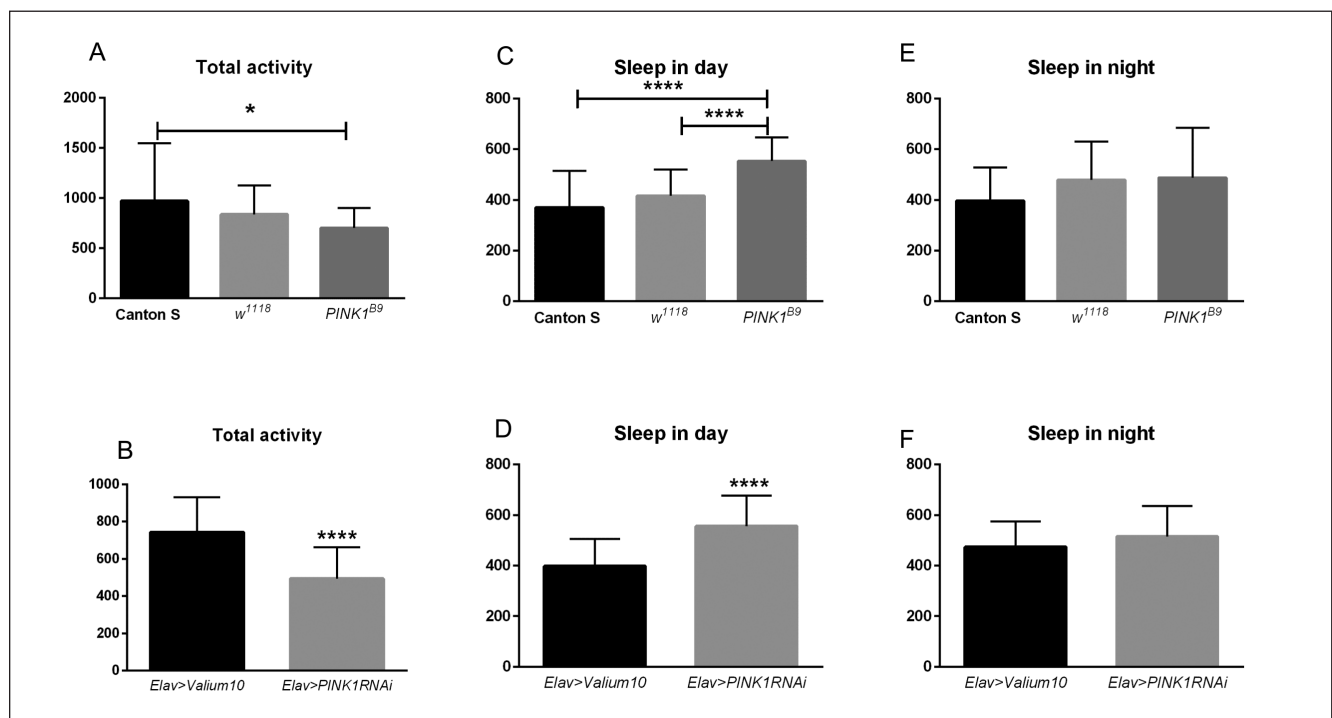 A
Total activity
*
2000
1500
1000
500
0
Canton S w¹¹¹⁸ PINK1ᴮ⁹
C
Sleep in day
****
****
800
600
400
200
0
Canton S w¹¹¹⁸ PINK1ᴮ⁹
E
Sleep in night
800
600
400
200
0
Canton S w¹¹¹⁸ PINK1ᴮ⁹
B
Total activity
1000
800
600
400
200
0
****
Elav>Valium10 Elav>PINK1RNAi
D
Sleep in day
800
600
400
200
0
****
Elav>Valium10 Elav>PINK1RNAi
F
Sleep in night
800
600
400
200
0
Elav>Valium10 Elav>PINK1RNAi